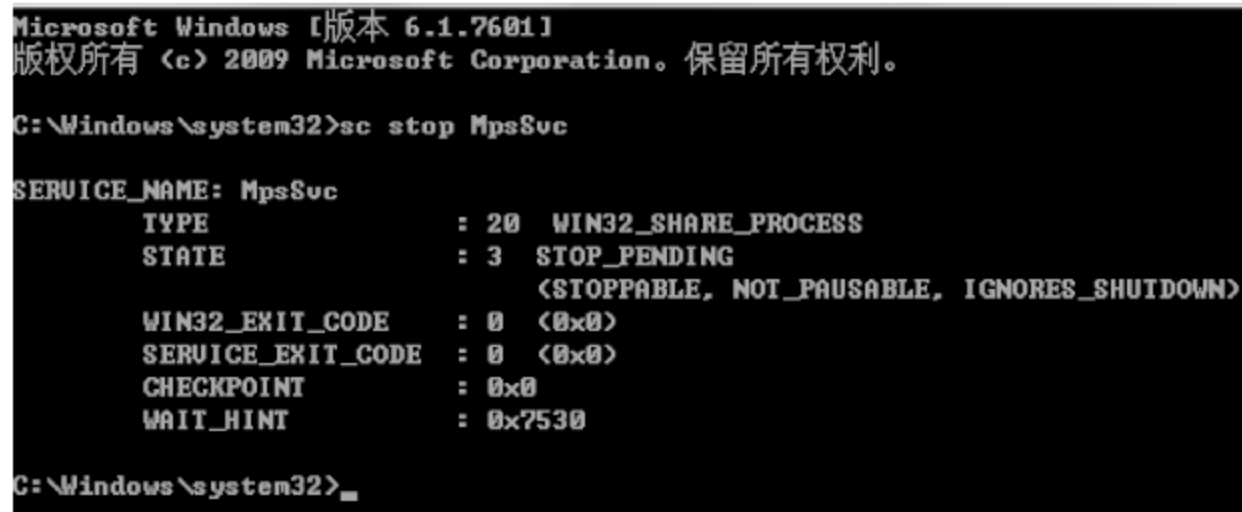 Microsoft Windows [版本 6.1.7601]
版权所有 (c) 2009 Microsoft Corporation。保留所有权利。
C:\Windows\system32>sc stop MpsSvc
SERVICE_NAME: MpsSvc
TYPE : 20 WIN32_SHARE_PROCESS
STATE : 3 STOP_PENDING
(STOPPABLE, NOT_PAUSABLE, IGNORES_SHUTDOWN)
WIN32_EXIT_CODE : 0 (0x0)
SERVICE_EXIT_CODE : 0 (0x0)
CHECKPOINT : 0x0
WAIT_HINT : 0x7530
C:\Windows\system32>_